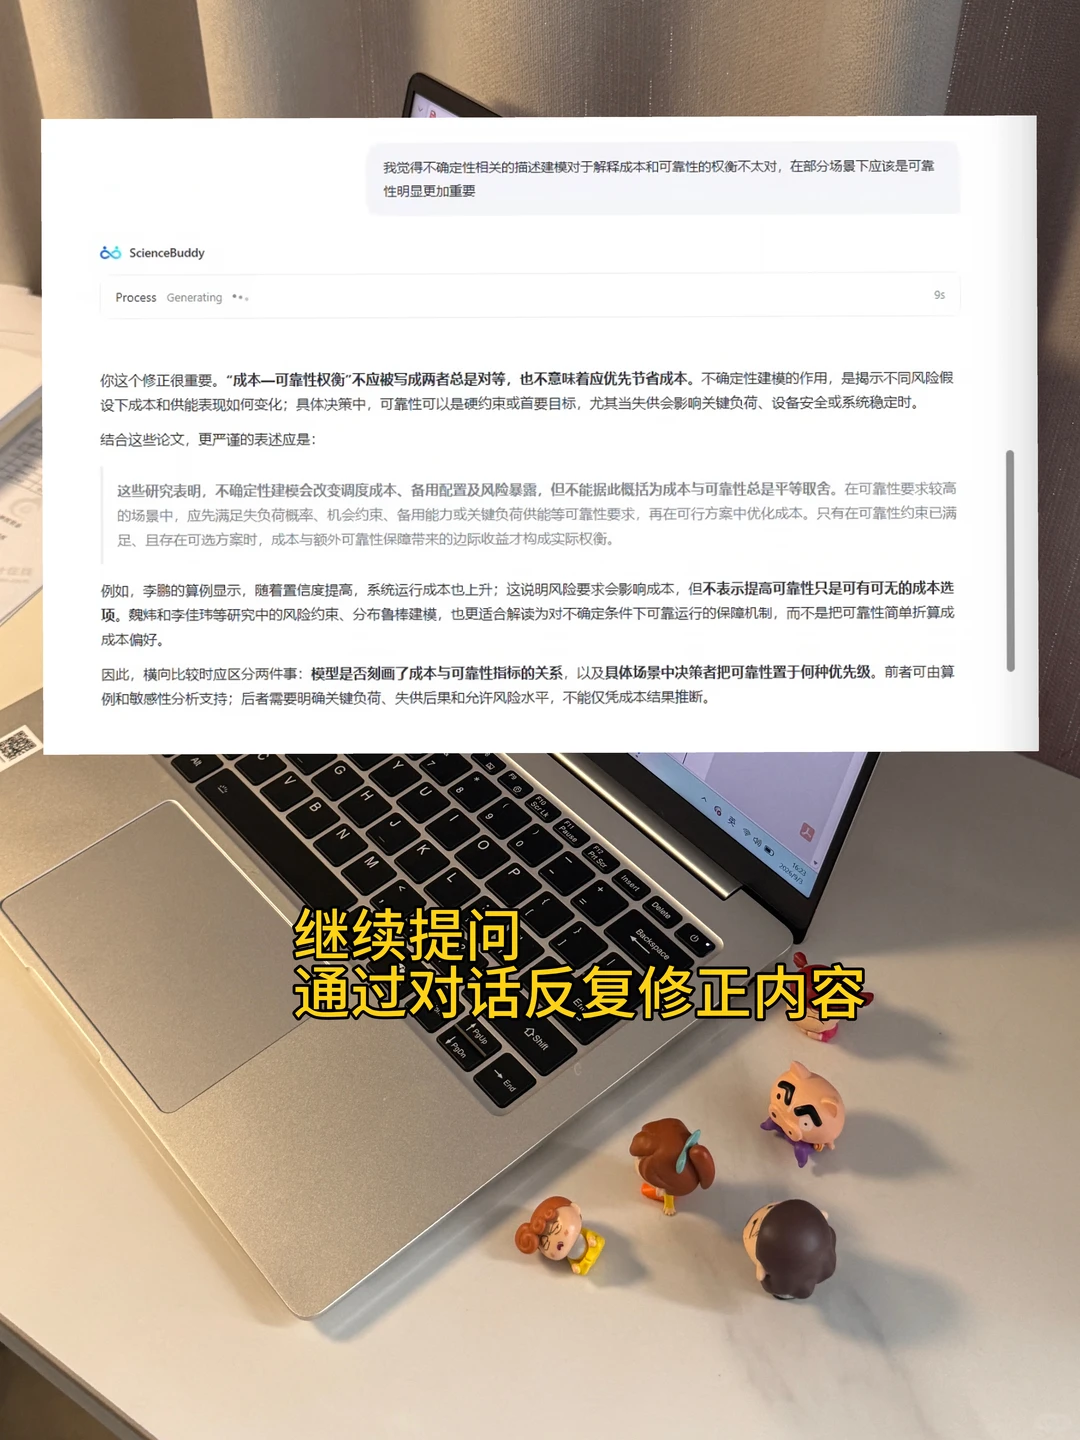 我觉得不确定性相关的描述建模对于解释成本和可靠性的权衡不太对，在部分场景下应该是可靠
性明显更加重要
ScienceBuddy
Process Generating
9s
你这个修正很重要。“成本—可靠性权衡”不应被写成两者总是对等，也不意味着应优先节省成本。不确定性建模的作用，是揭示不同风险假
设下成本和供能表现如何变化；具体决策中，可靠性可以是硬约束或首要目标，尤其当失供会影响关键负荷、设备安全或系统稳定时。
结合这些论文，更严谨的表述应是：
这些研究表明，不确定性建模会改变调度成本、备用配置及风险暴露，但不能据此概括为成本与可靠性总是平等取舍。在可靠性要求较高
的场景中，应先满足失负荷概率、机会约束、备用能力或关键负荷供能等可靠性要求，再在可行方案中优化成本。只有在可靠性约束已满
足、且存在可选方案时，成本与额外可靠性保障带来的边际收益才构成实际权衡。
例如，李鹏的算例显示，随着置信度提高，系统运行成本也上升；这说明风险要求会影响成本，但不表示提高可靠性只是可有可无的成本选
项。魏炜和李佳玮等研究中的风险约束、分布鲁棒建模，也更适合解读为对不确定条件下可靠运行的保障机制，而不是把可靠性简单折算成
成本偏好。
因此，横向比较时应区分两件事：模型是否刻画了成本与可靠性指标的关系，以及具体场景中决策者把可靠性置于何种优先级。前者可由算
例和敏感性分析支持；后者需要明确关键负荷、失供后果和允许风险水平，不能仅凭成本结果推断。
Alt
C
V
B
N
M
G
H
J
K
L
Y
U
I
O
P
7
8
9
0
F9
F10
Scr Lk
F11
Pause
F12
Prt Scr
Insert
Delete
Backspace
Shift
PgUp
PgDn
End
英
16:23
继续提问
通过对话反复修正内容